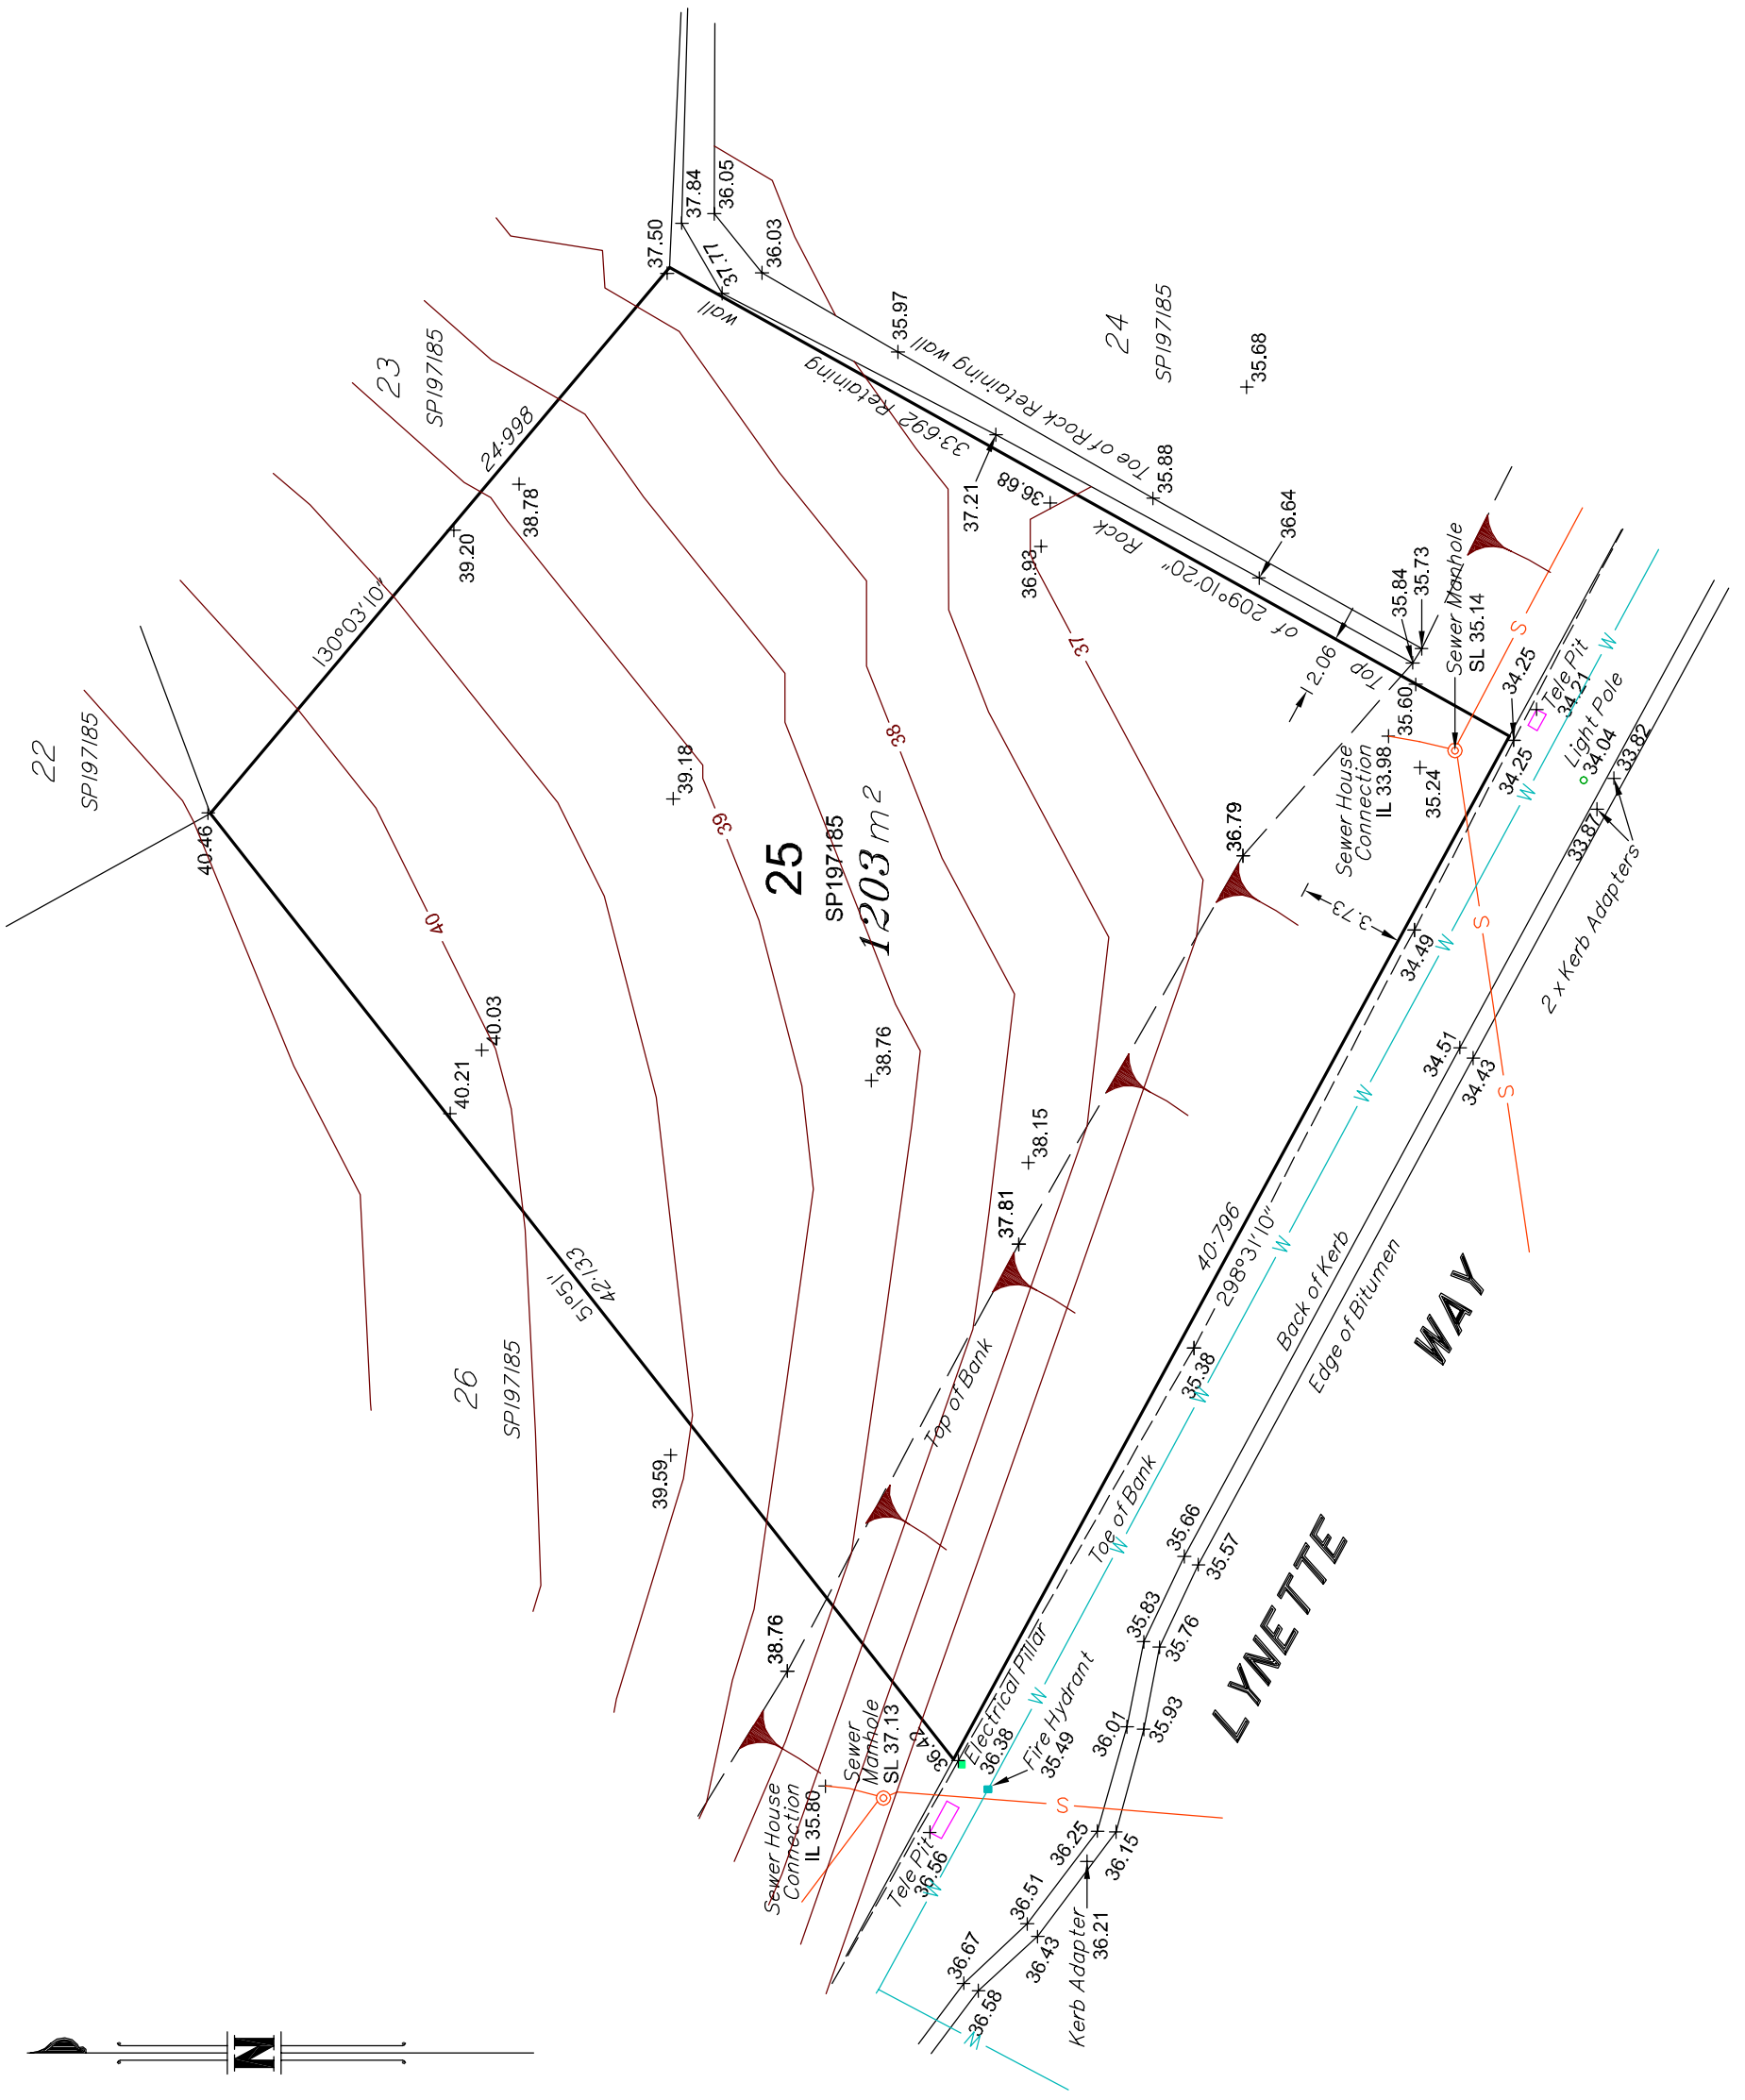 22
SP197185
40.46
130°03'10"
24·998
23
SP197185
37.50
37.84
36.05
37.77
36.03
wall
39.20
38.78
35.97
24
SP197185
35.68
33·692 Retaining
Toe of Rock Retaining wall
37.21
36.68
35.88
36.93
Rock
209°10'20"
of
Top
36.64
37
2.06
35.84
35.73
35.60
Sewer Manhole
SL 35.14
34.25
34.25
Tele Pit
34.21
Light Pole
34.04
33.82
33.87
2 x Kerb Adapters
Sewer House
Connection
IL 33.98
35.24
36.79
3.73
34.49
38
39.18
39
25
SP197185
1203 m2
40
40.03
40.21
38.76
38.15
37.81
51°51'
42·133
26
SP197185
39.59
Top of Bank
40·796
298°31'10"
35.38
34.51
34.43
Back of Kerb
Edge of Bitumen
Toe of Bank
35.66
35.57
35.83
35.76
36.01
35.93
LYNETTE WAY
38.76
Sewer
Manhole
SL 37.13
36.42
Electrical Pillar
36.38
Fire Hydrant
35.49
Sewer House
Connection
IL 35.80
Tele Pit
36.56
36.25
36.15
36.51
36.43
36.67
36.58
Kerb Adapter
36.21
S
S
S
S
W
W
W
W
W
W
W
W
W
W
N